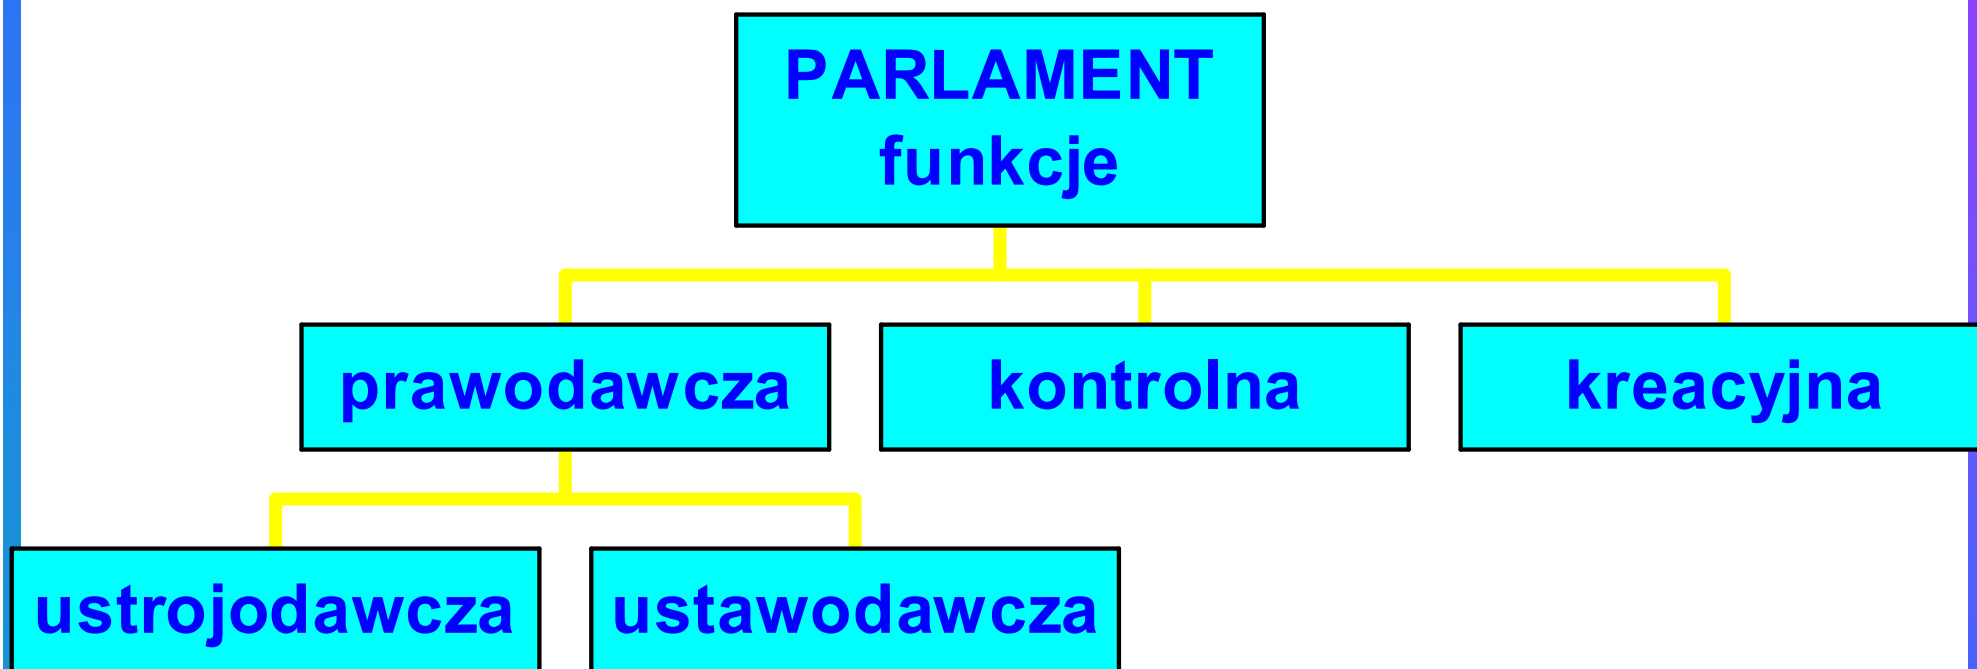 PARLAMENT
funkcje
prawodawcza
kontrolna
kreacyjna
ustrojodawcza
ustawodawcza